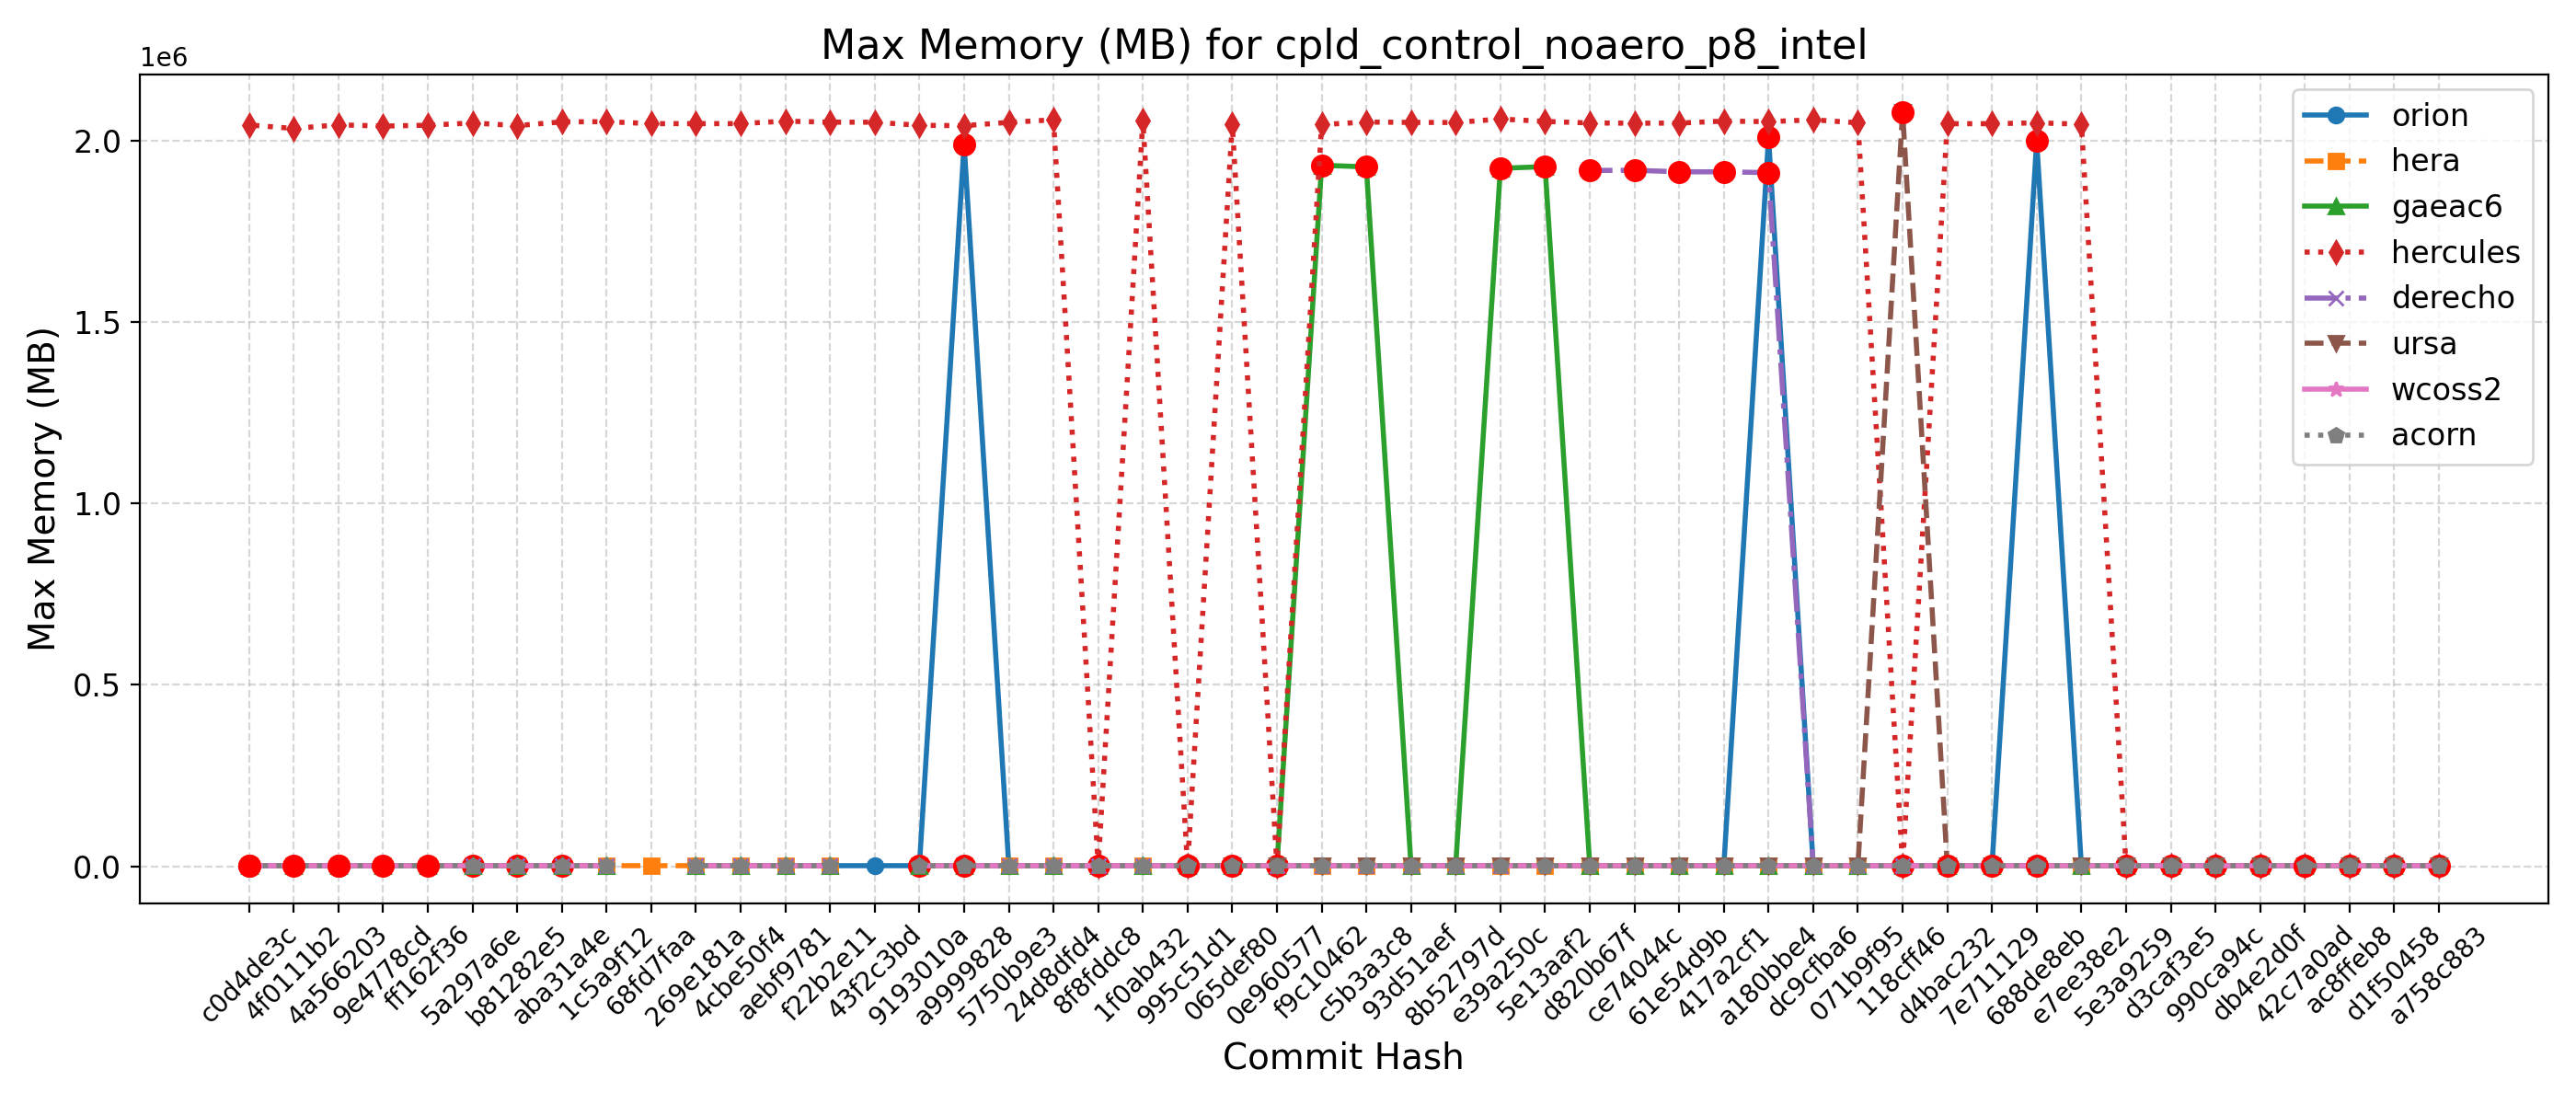 Max Memory (MB) for cpld_control_noaero_p8_intel
1e6
2.0
1.5
1.0
0.5
0.0
Max Memory (MB)
orion
hera
gaeac6
hercules
derecho
ursa
wcoss2
acorn
c0d4de3c
4f0111b2
4a566203
9e4778cd
ff162f36
5a297a6e
b81282e5
aba31a4e
1c5a9f12
68fd7faa
269e181a
4cbe50f4
aebf9781
f22b2e11
43f2c3bd
9193010a
a9999828
5750b9e3
24d8dfd4
8f8fddc8
1f0ab432
995c51d1
065def80
0e960577
f9c10462
c5b3a3c8
93d51aef
8b52797d
e39a250c
5e13aaf2
d820b67f
ce74044c
61e54d9b
417a2cf1
a180bbe4
dc9cfba6
071b9f95
118cff46
d4bac232
7e711129
688de8eb
e7ee38e2
5e3a9259
d3caf3e5
990ca94c
db4e2d0f
42c7a0ad
ac8ffeb8
d1f50458
a758c883
Commit Hash